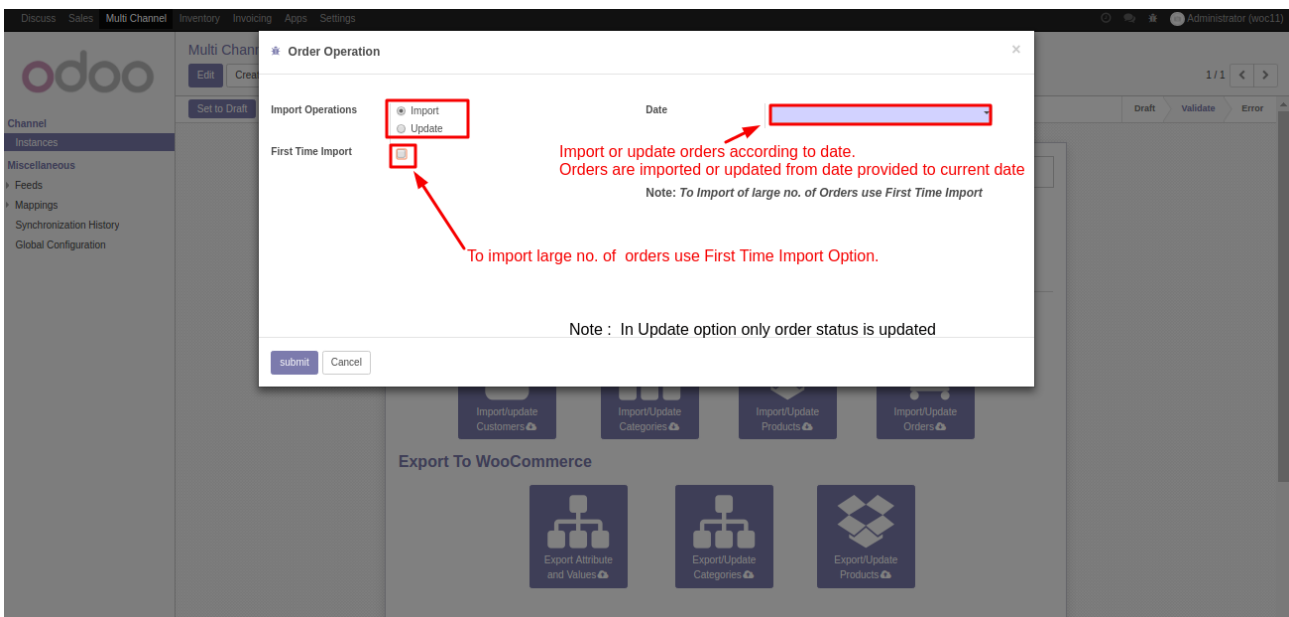 Discuss Sales Multi Channel Inventory Invoicing Apps Settings Administrator (woc11)
odoo
Multi Chann
Edit Creat
1 / 1
Set to Draft
Draft Validate Error
Channel
Instances
Miscellaneous
Feeds
Mappings
Synchronization History
Global Configuration
Order Operation ×
Import Operations
Import
Update
Date
First Time Import
Import or update orders according to date.
Orders are imported or updated from date provided to current date
Note: To Import of large no. of Orders use First Time Import
To import large no. of orders use First Time Import Option.
Note : In Update option only order status is updated
submit Cancel
Import/update
Customers
Import/Update
Categories
Import/Update
Products
Import/Update
Orders
Export To WooCommerce
Export Attribute
and Values
Export/Update
Categories
Export/Update
Products